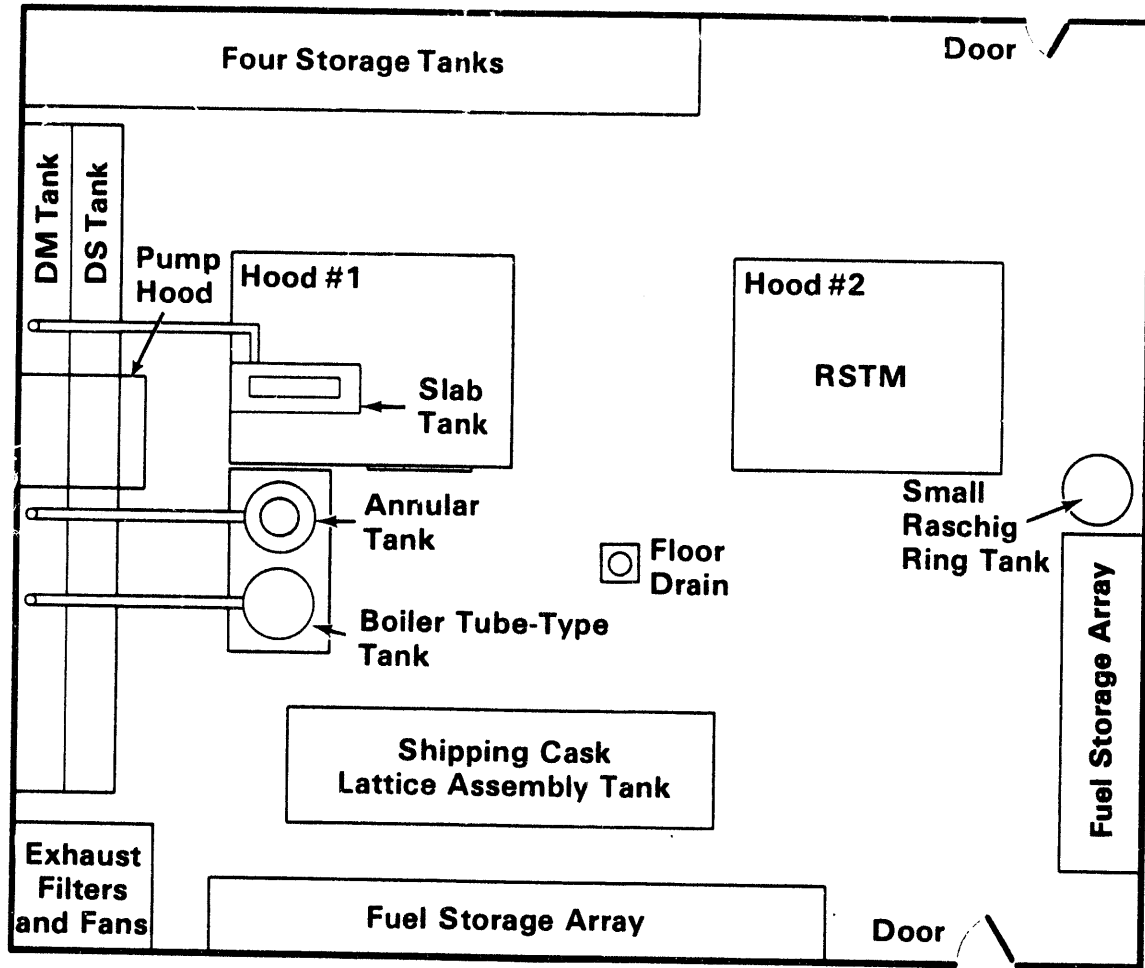 Four Storage Tanks
Door
DM Tank
DS Tank
Pump
Hood
Hood #1
Hood #2
RSTM
Slab
Tank
Annular
Tank
Small
Raschig
Ring Tank
Floor
Drain
Boiler Tube-Type
Tank
Fuel Storage Array
Shipping Cask
Lattice Assembly Tank
Exhaust
Filters
and Fans
Fuel Storage Array
Door